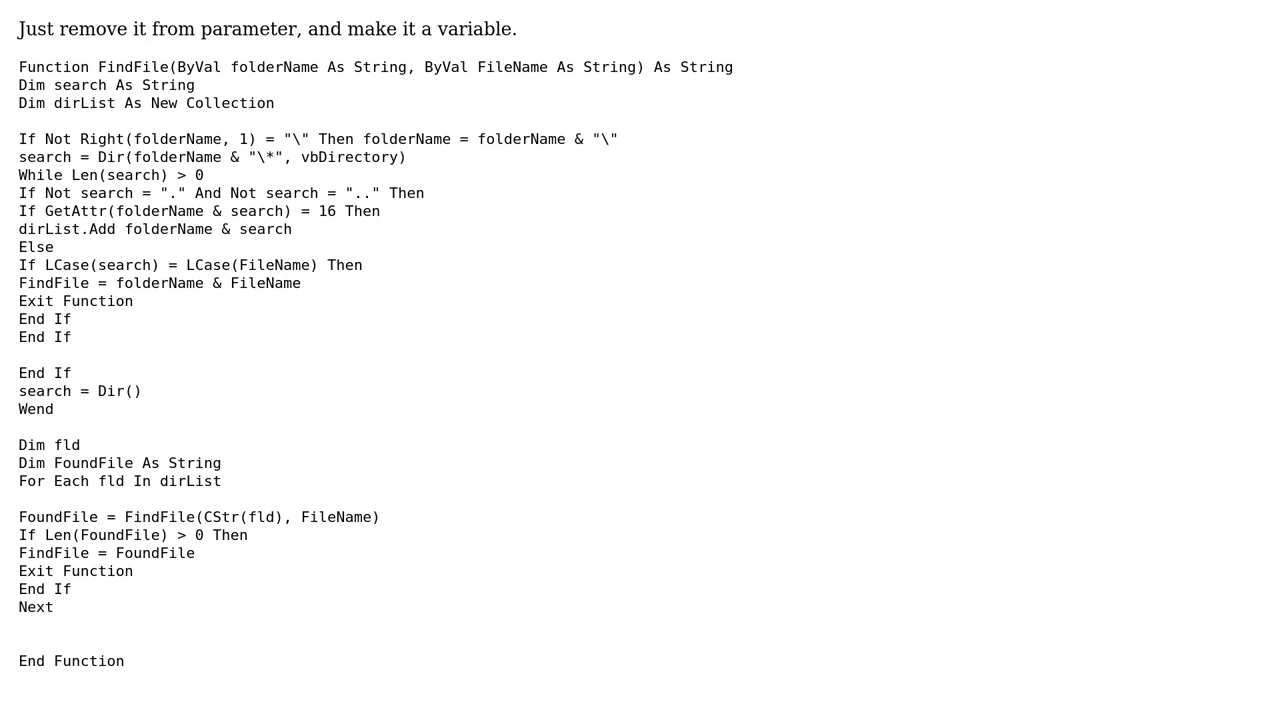 Just remove it from parameter, and make it a variable.
Function FindFile(ByVal folderName As String, ByVal FileName As String) As String
Dim search As String
Dim dirList As New Collection
If Not Right(folderName, 1) = "\" Then folderName = folderName & "\"
search = Dir(folderName & "\*", vbDirectory)
While Len(search) > 0
If Not search = "." And Not search = ".." Then
If GetAttr(folderName & search) = 16 Then
dirList.Add folderName & search
Else
If LCase(search) = LCase(FileName) Then
FindFile = folderName & FileName
Exit Function
End If
End If
End If
search = Dir()
Wend
Dim fld
Dim FoundFile As String
For Each fld In dirList
FoundFile = FindFile(CStr(fld), FileName)
If Len(FoundFile) > 0 Then
FindFile = FoundFile
Exit Function
End If
Next
End Function